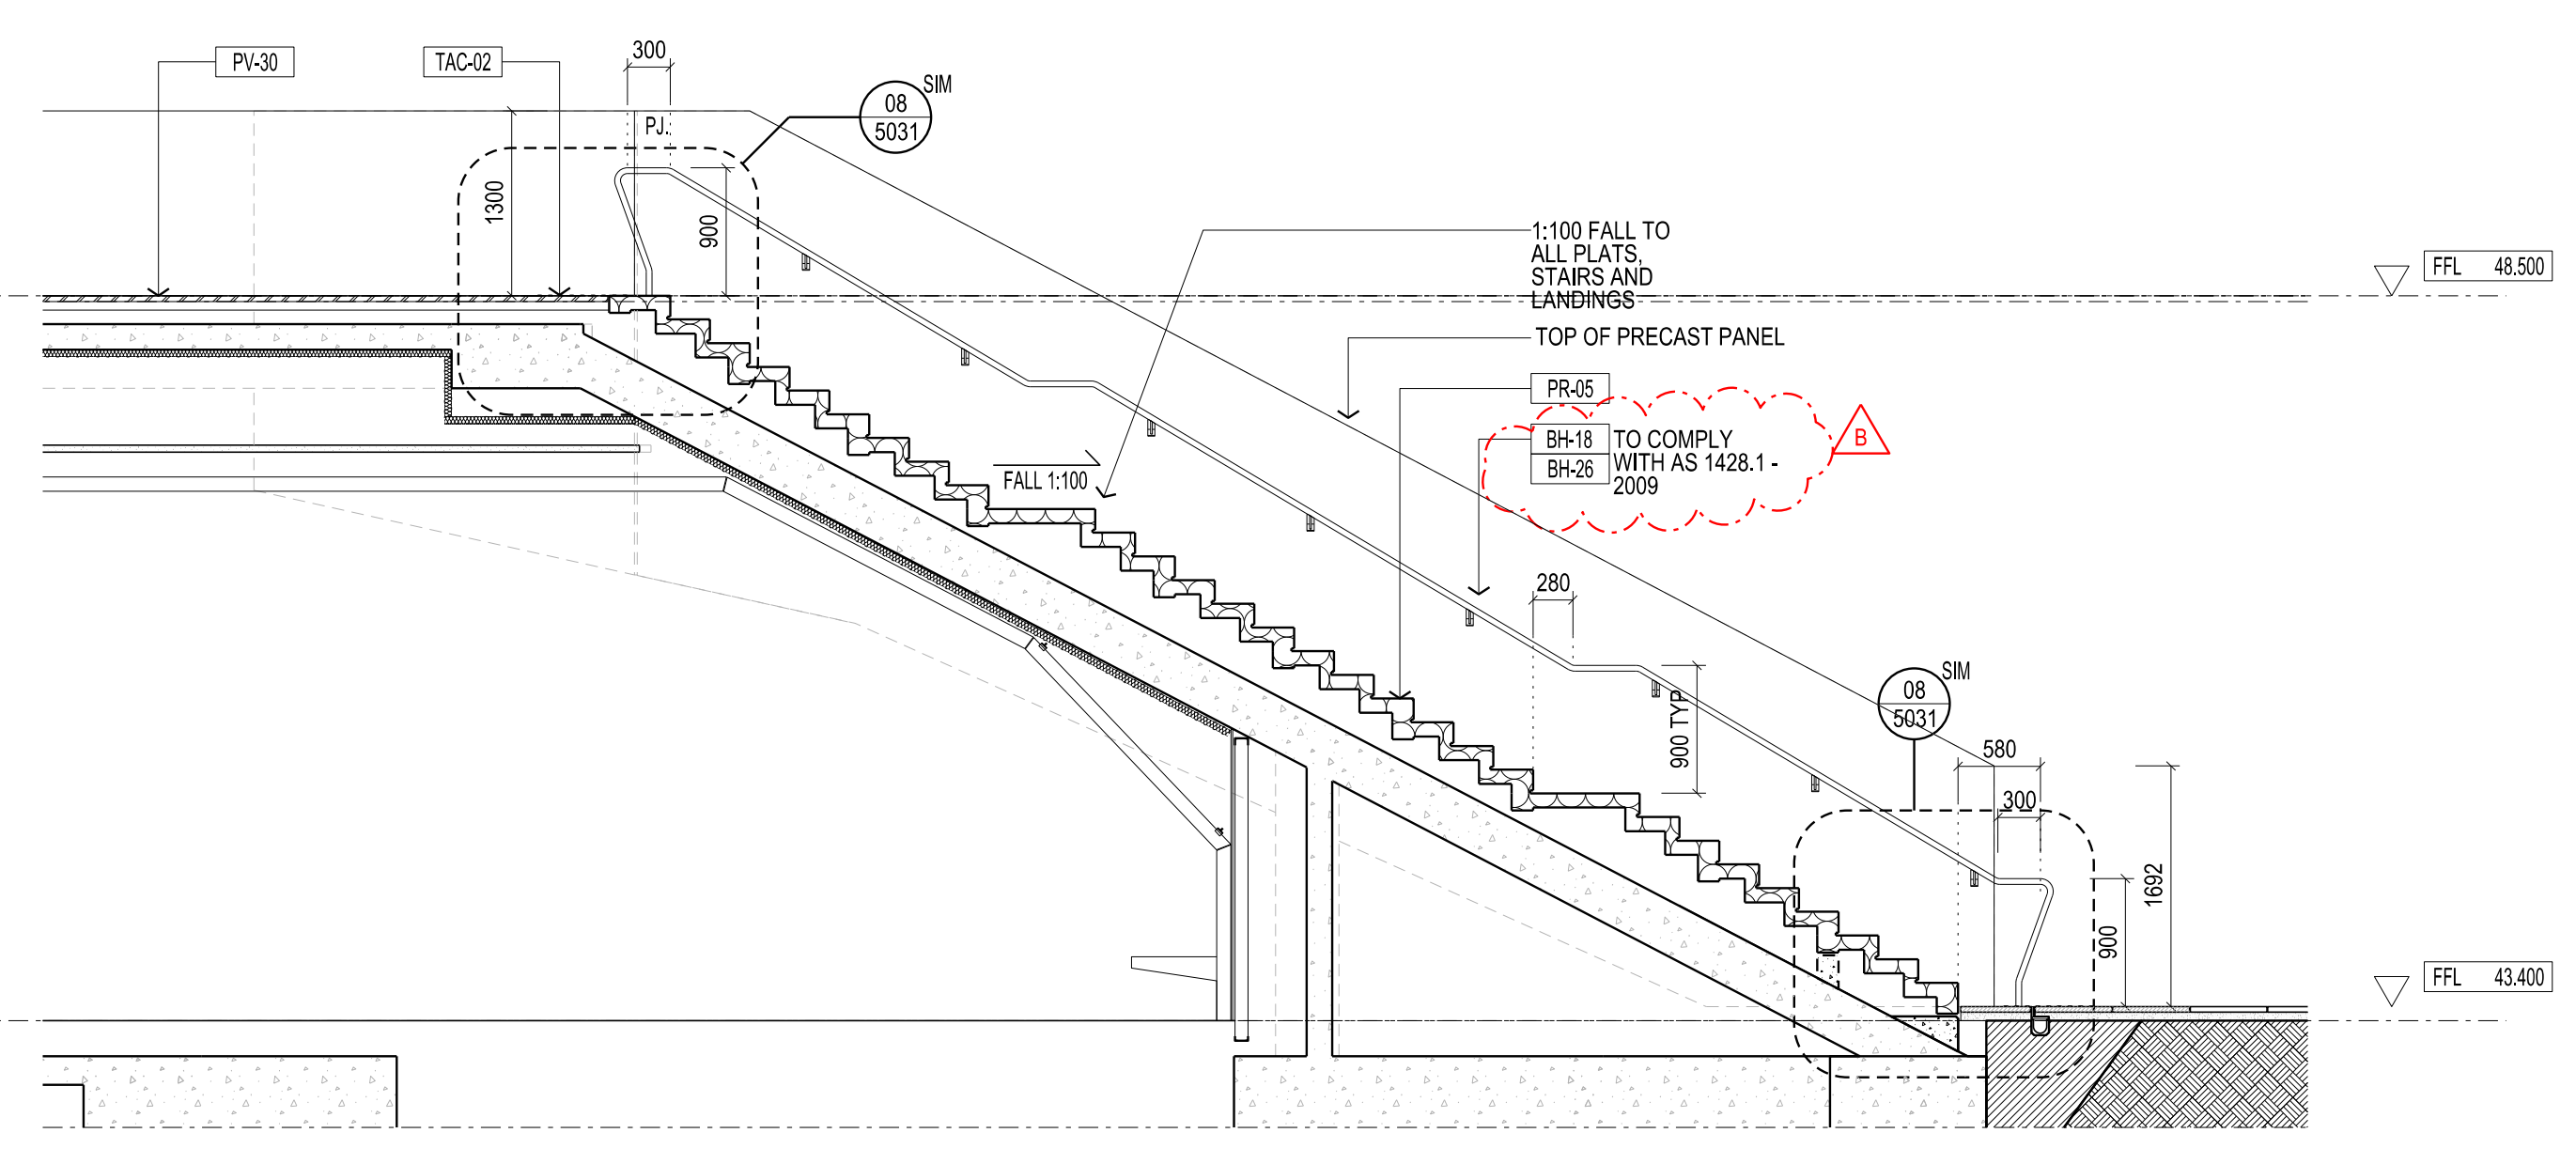 PV-30
TAC-02
300
SIM
08
5031
PJ.
1300
900
1:100 FALL TO
ALL PLATS,
STAIRS AND
LANDINGS
FFL 48.500
TOP OF PRECAST PANEL
PR-05
B
BH-18 TO COMPLY
BH-26 WITH AS 1428.1 -
2009
FALL 1:100
280
900 TYP
SIM
08
5031
580
300
1692
900
FFL 43.400